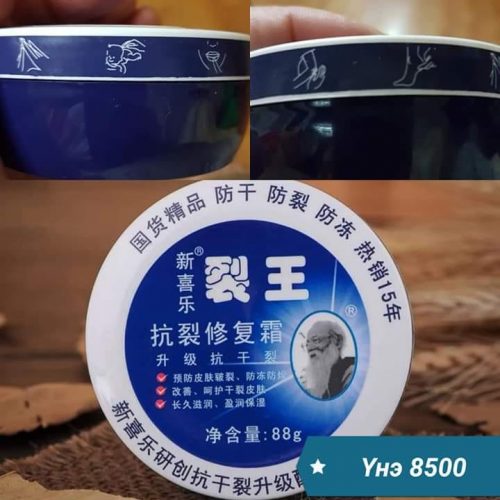 国货精品 防干 防裂 防冻 热销15年
新喜乐®
裂王®
抗裂修复霜
升级抗干裂
预防皮肤皲裂、防冻防
改善、呵护干裂皮肤
长久滋润、盈润保湿
净含量:88g
新喜乐研创抗干裂升级
Үнэ 8500